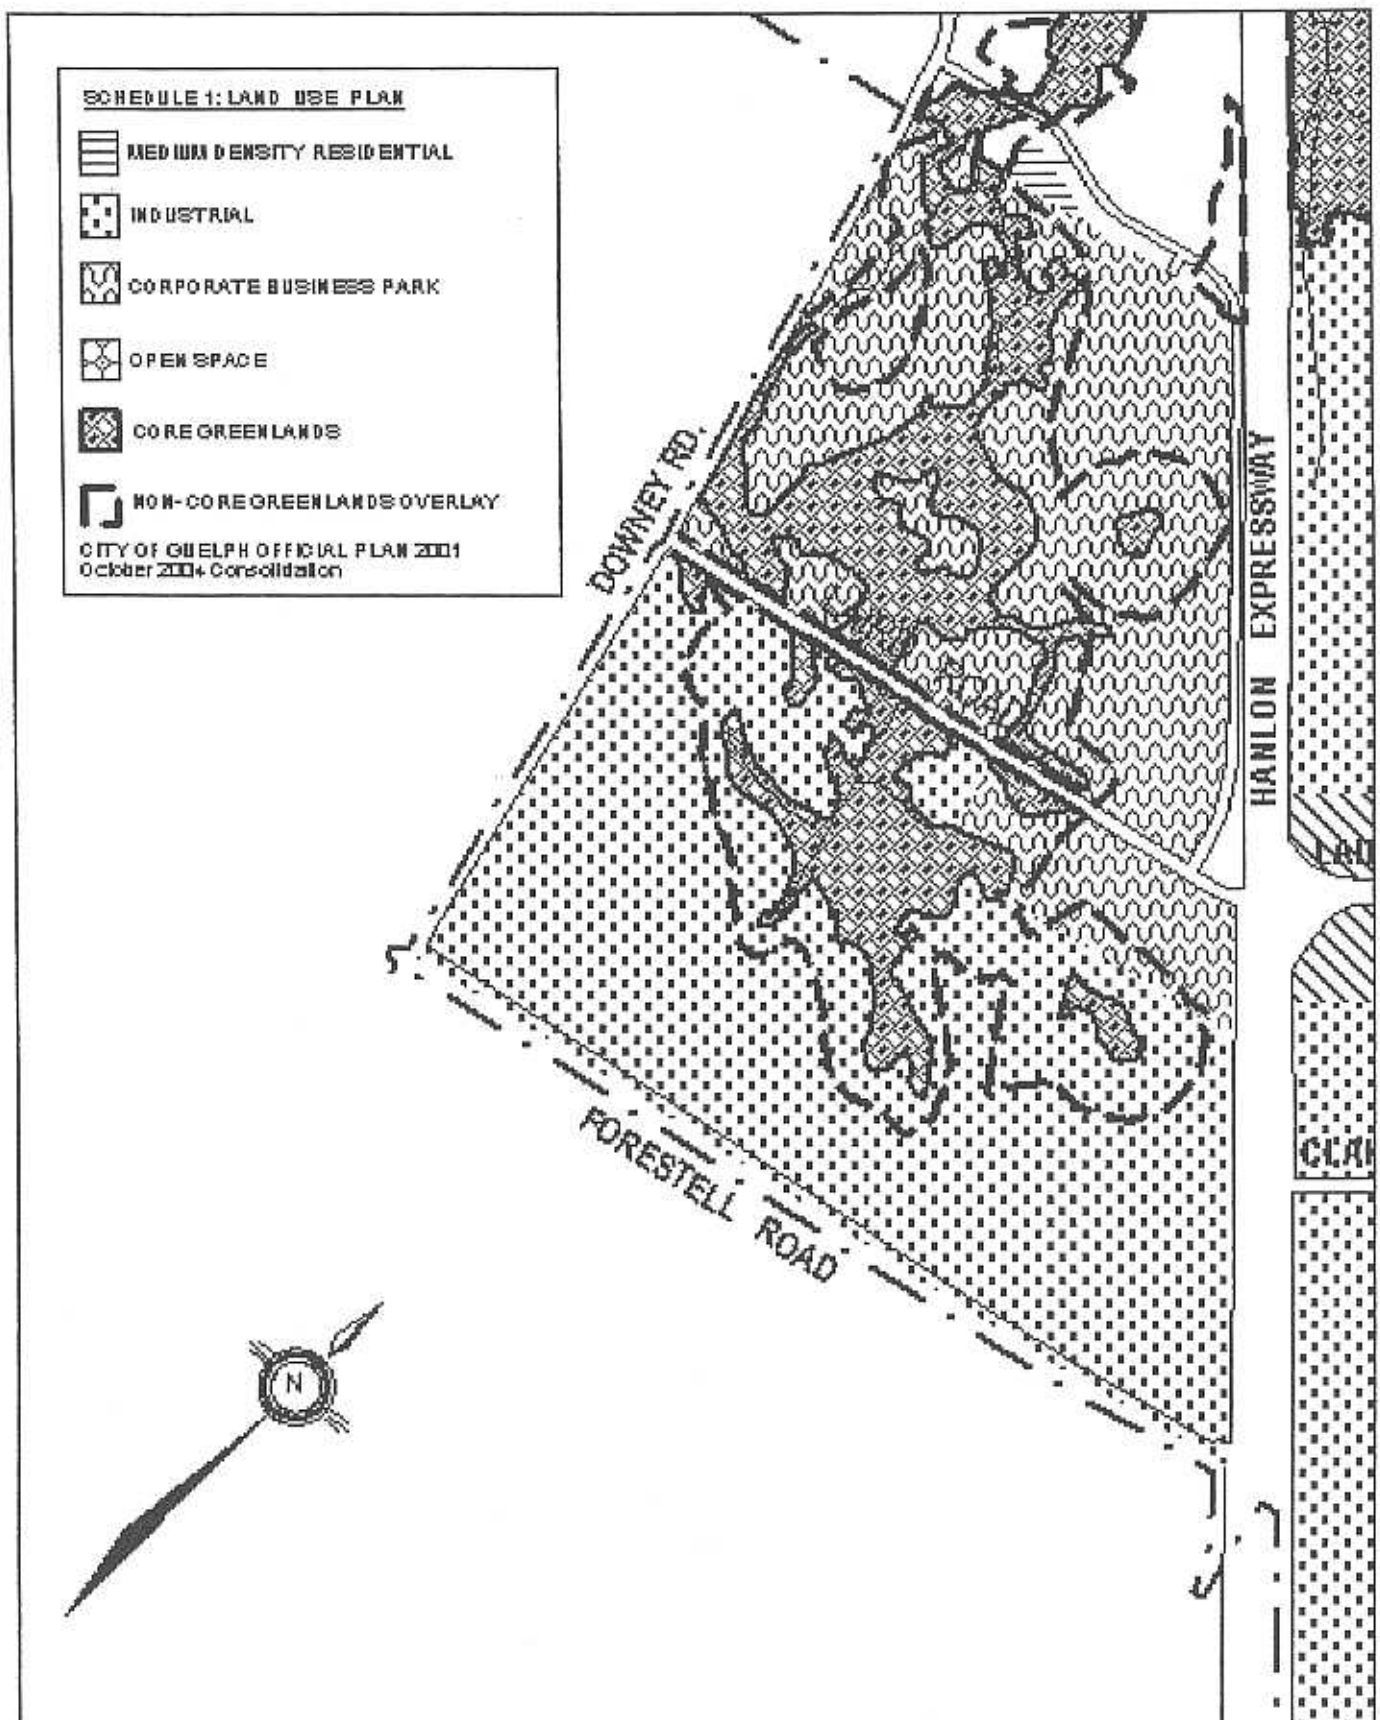 SCHEDULE 1: LAND USE PLAN
MEDIUM DENSITY RESIDENTIAL
INDUSTRIAL
CORPORATE BUSINESS PARK
OPEN SPACE
CORE GREENLANDS
NON-CORE GREENLANDS OVERLAY
CITY OF GUELPH OFFICIAL PLAN 2001
October 2004 Consolidation
DOWNEY RD.
HANLON EXPRESSWAY
FORESTELL ROAD
N